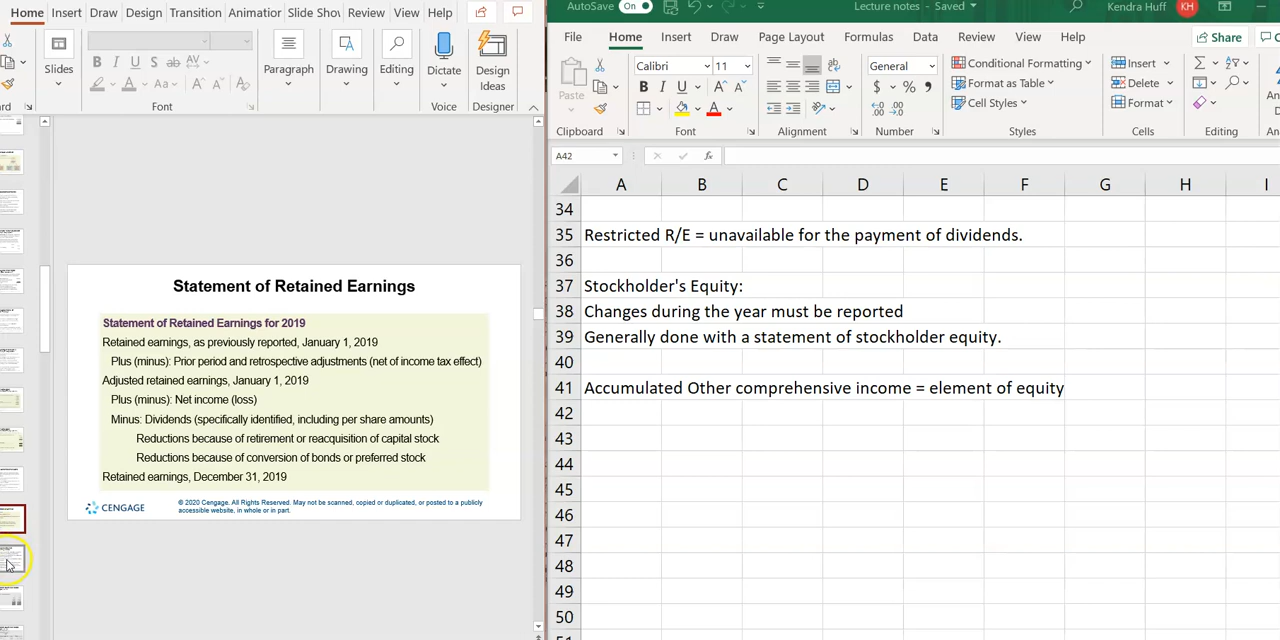 Home Insert Draw Design Transition Animation Slide Shov Review View Help
Slides
Paragraph
Drawing
Editing
Dictate
Design
Ideas
Font
Voice
Designer
Statement of Retained Earnings
Statement of Retained Earnings for 2019
Retained earnings, as previously reported, January 1, 2019
Plus (minus): Prior period and retrospective adjustments (net of income tax effect)
Adjusted retained earnings, January 1, 2019
Plus (minus): Net income (loss)
Minus: Dividends (specifically identified, including per share amounts)
Reductions because of retirement or reacquisition of capital stock
Reductions because of conversion of bonds or preferred stock
Retained earnings, December 31, 2019
CENGAGE
© 2020 Cengage. All Rights Reserved. May not be scanned, copied or duplicated, or posted to a publicly
accessible website, in whole or in part.
AutoSave On Lecture notes - Saved Kendra Huff KH
File Home Insert Draw Page Layout Formulas Data Review View Help Share
Paste
Calibri 11
General
Conditional Formatting
Format as Table
Cell Styles
Insert
Delete
Format
Clipboard Font Alignment Number Styles Cells Editing
A42
fx
A B C D E F G H I
34
35 Restricted R/E = unavailable for the payment of dividends.
36
37 Stockholder's Equity:
38 Changes during the year must be reported
39 Generally done with a statement of stockholder equity.
40
41 Accumulated Other comprehensive income = element of equity
42
43
44
45
46
47
48
49
50